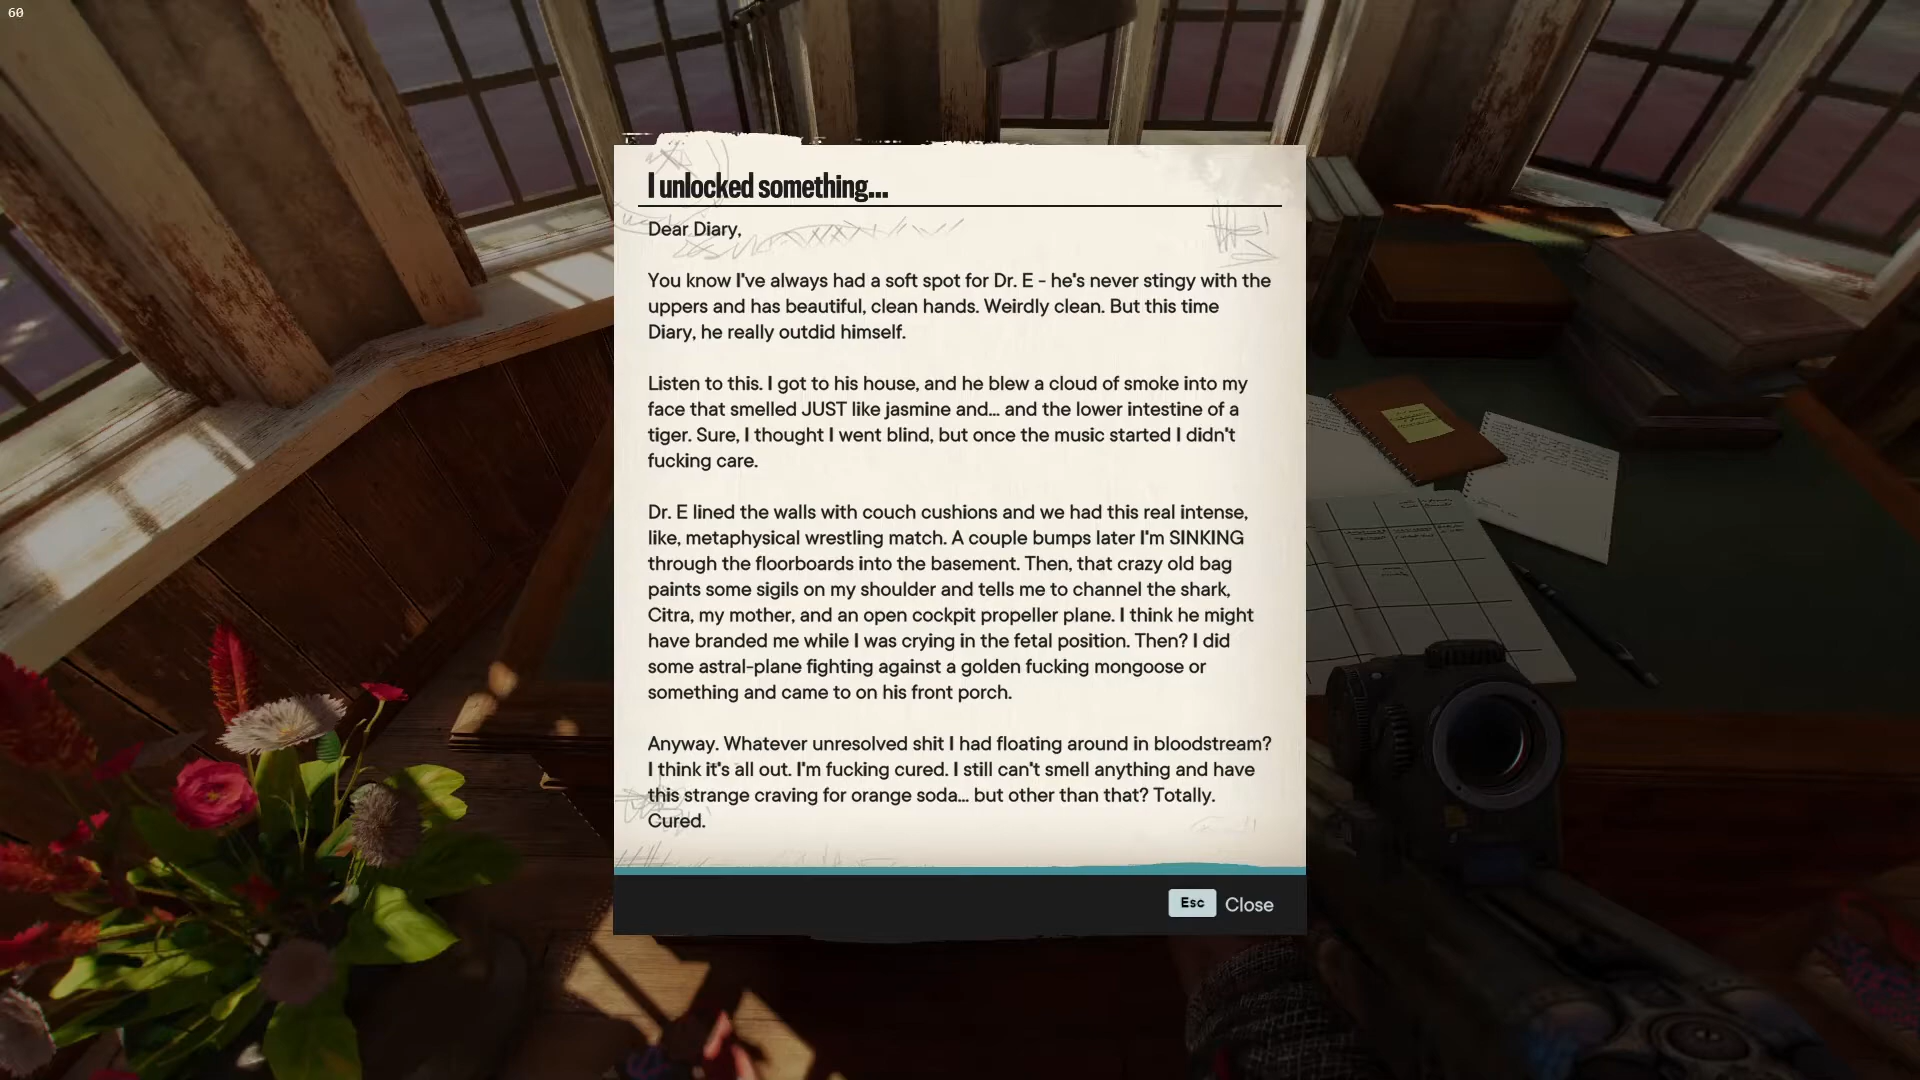 60
I unlocked something...
Dear Diary,
You know I've always had a soft spot for Dr. E - he's never stingy with the
uppers and has beautiful, clean hands. Weirdly clean. But this time
Diary, he really outdid himself.
Listen to this. I got to his house, and he blew a cloud of smoke into my
face that smelled JUST like jasmine and... and the lower intestine of a
tiger. Sure, I thought I went blind, but once the music started I didn't
fucking care.
Dr. E lined the walls with couch cushions and we had this real intense,
like, metaphysical wrestling match. A couple bumps later I'm SINKING
through the floorboards into the basement. Then, that crazy old bag
paints some sigils on my shoulder and tells me to channel the shark,
Citra, my mother, and an open cockpit propeller plane. I think he might
have branded me while I was crying in the fetal position. Then? I did
some astral-plane fighting against a golden fucking mongoose or
something and came to on his front porch.
Anyway. Whatever unresolved shit I had floating around in bloodstream?
I think it's all out. I'm fucking cured. I still can't smell anything and have
this strange craving for orange soda... but other than that? Totally.
Cured.
Esc Close